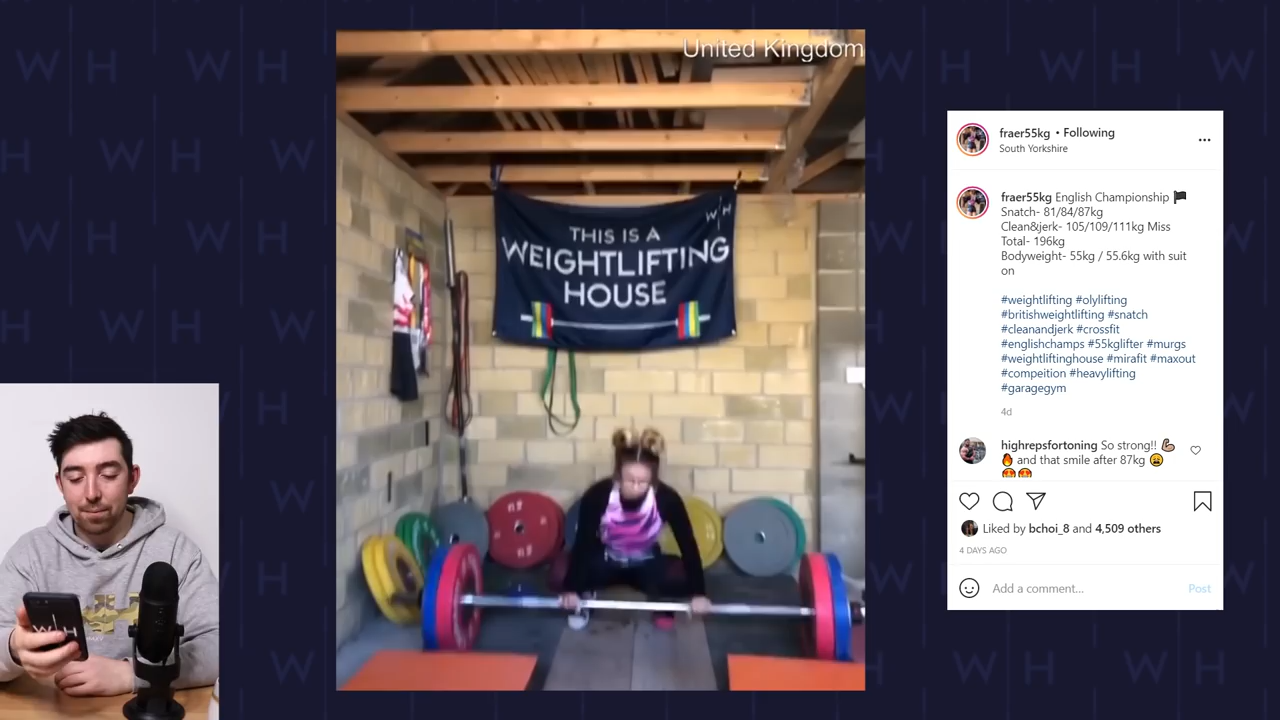 United Kingdom
W H
THIS IS A
WEIGHTLIFTING
HOUSE
WH
fraer55kg • Following
South Yorkshire
fraer55kg English Championship 🏴
Snatch- 81/84/87kg
Clean&jerk- 105/109/111kg Miss
Total- 196kg
Bodyweight- 55kg / 55.6kg with suit
on
#weightlifting #olylifting
#britishweightlifting #snatch
#cleanandjerk #crossfit
#englishchamps #55kglifter #murgs
#weightliftinghouse #mirafit #maxout
#compeition #heavylifting
#garagegym
4d
highrepsfortoning So strong!! 💪
🔥 and that smile after 87kg 😩
😍😍
Liked by bchoi_8 and 4,509 others
4 DAYS AGO
Add a comment... Post
W H